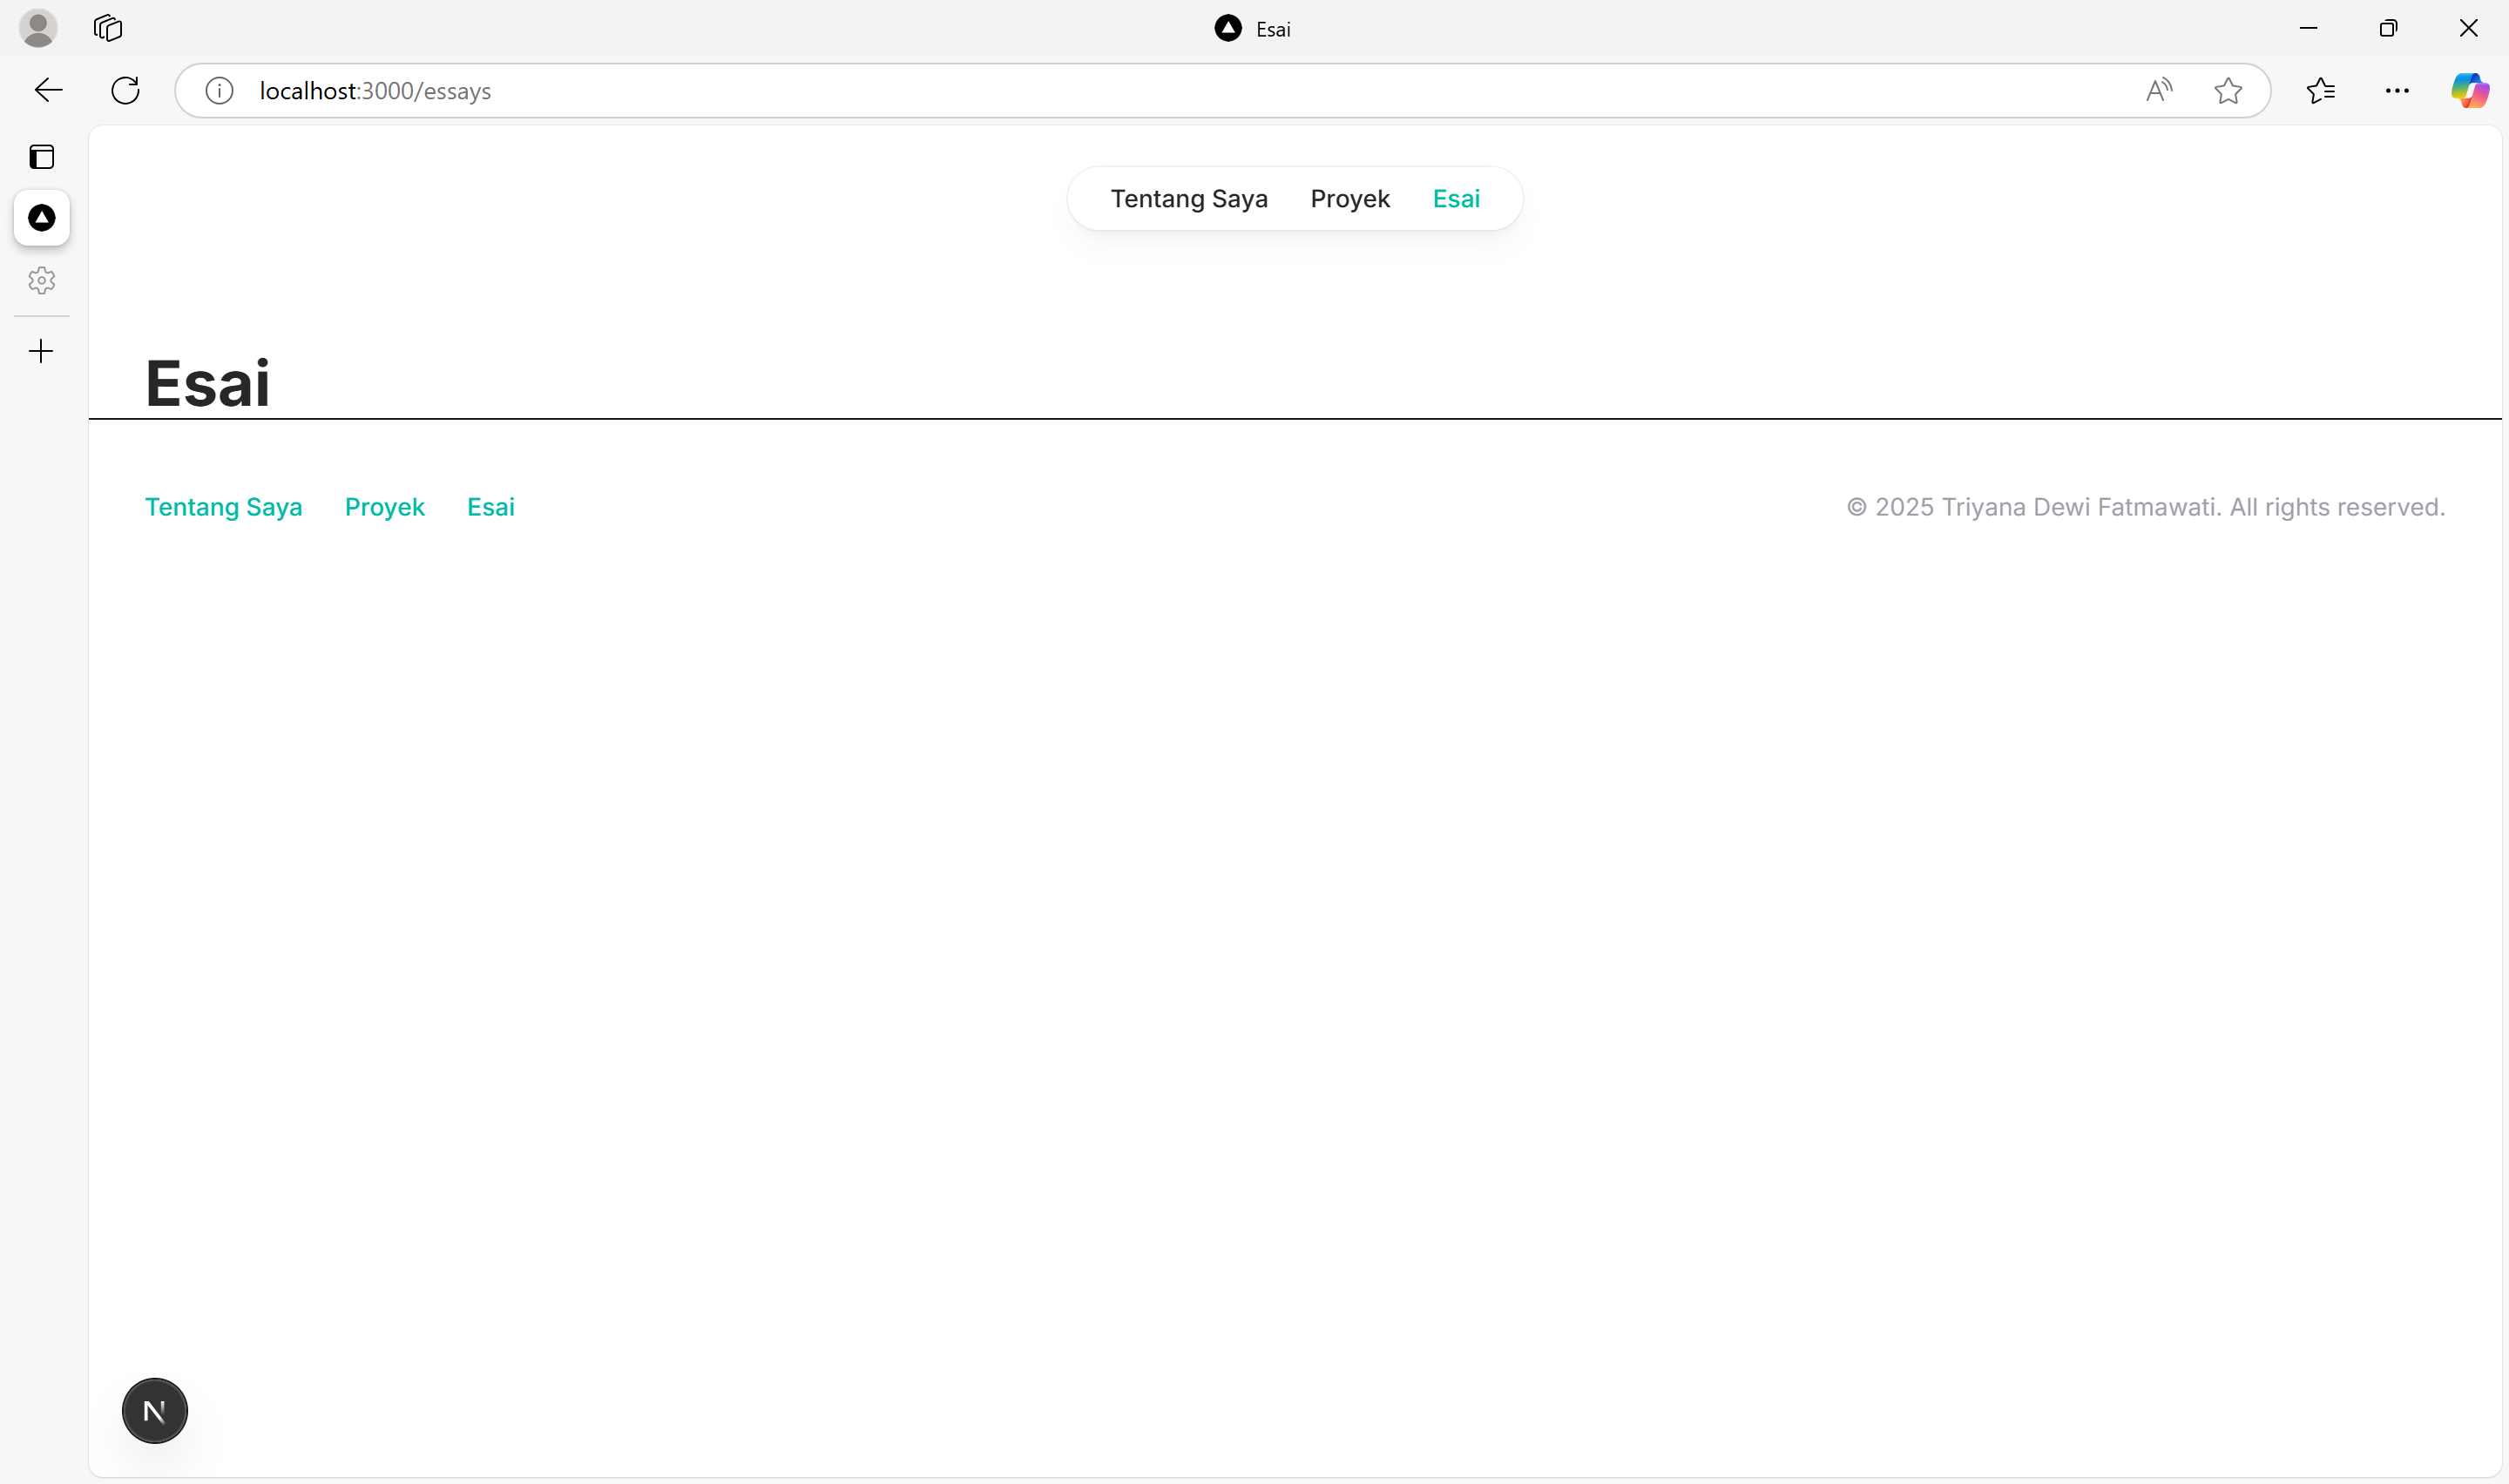 Esai
localhost:3000/essays
Tentang Saya Proyek Esai
Esai
Tentang Saya Proyek Esai © 2025 Triyana Dewi Fatmawati. All rights reserved.
N